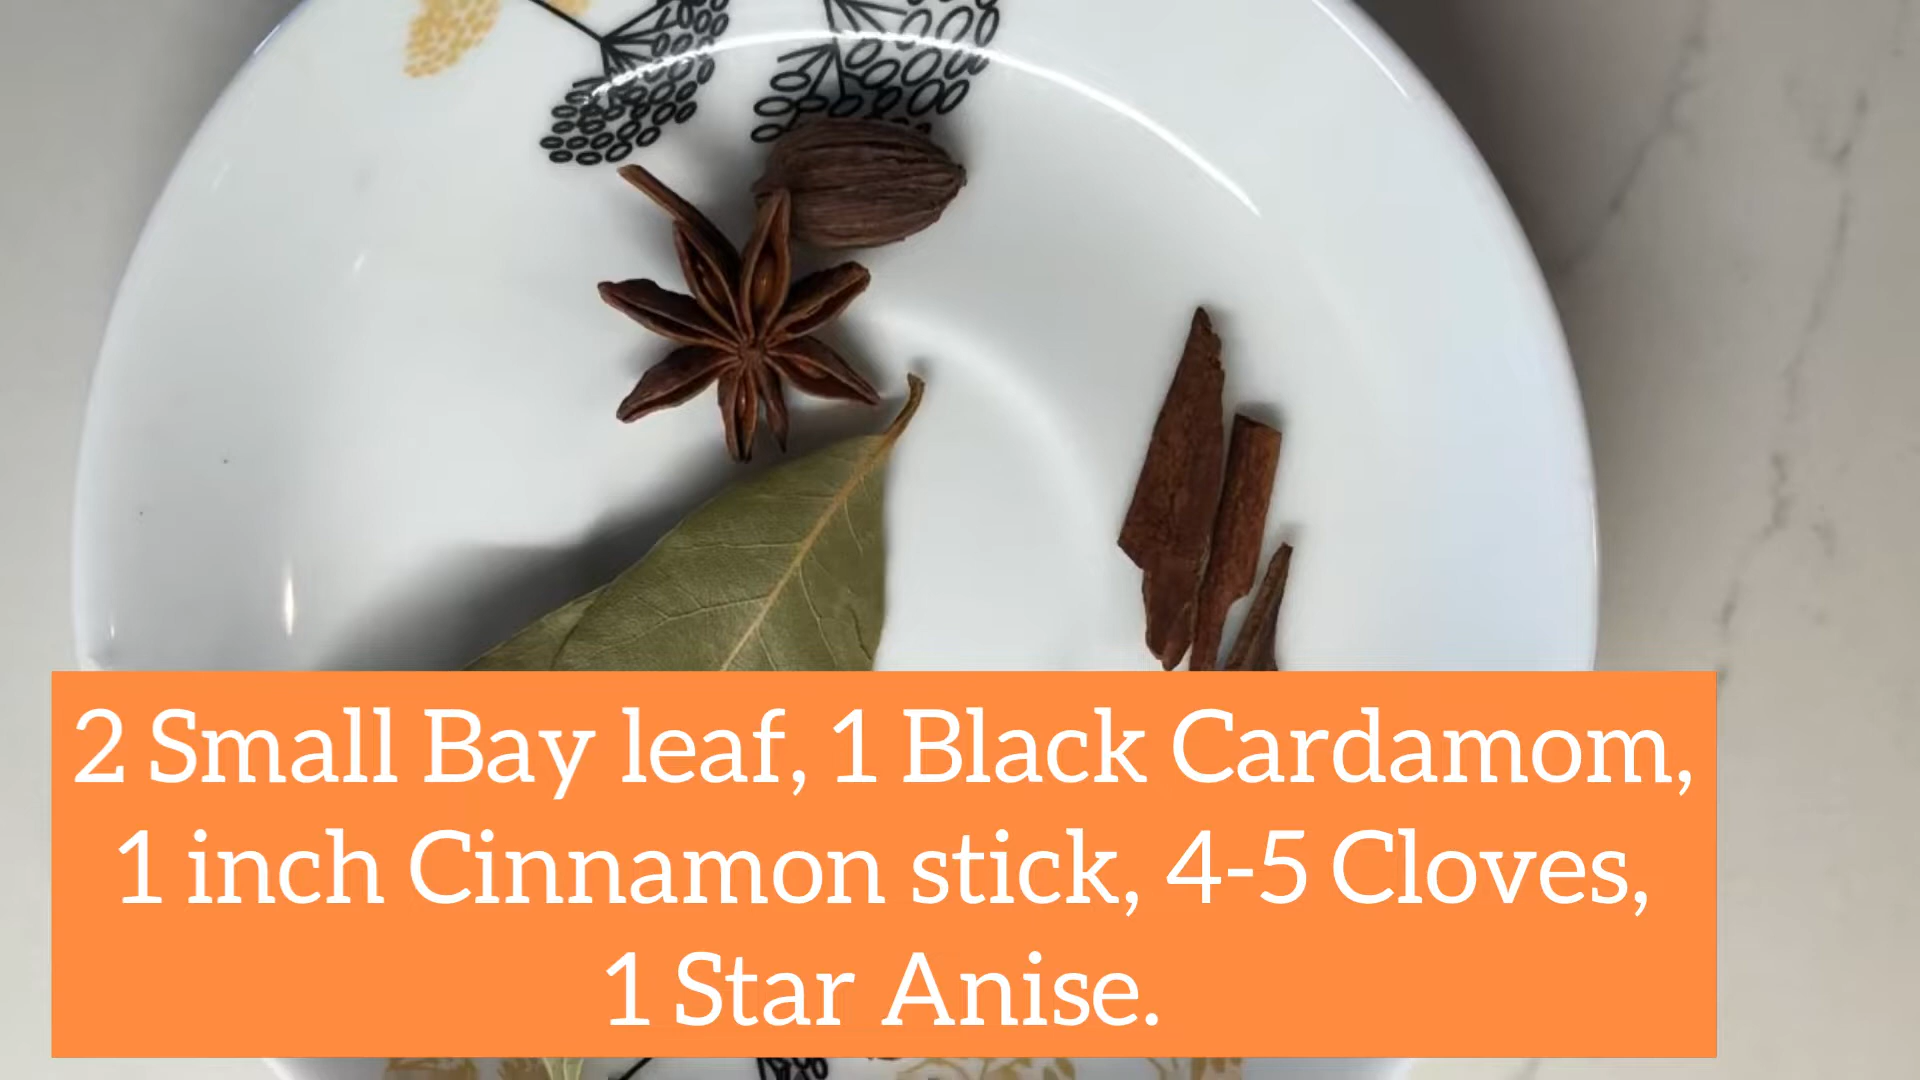 2 Small Bay leaf, 1 Black Cardamom,
1 inch Cinnamon stick, 4-5 Cloves,
1 Star Anise.